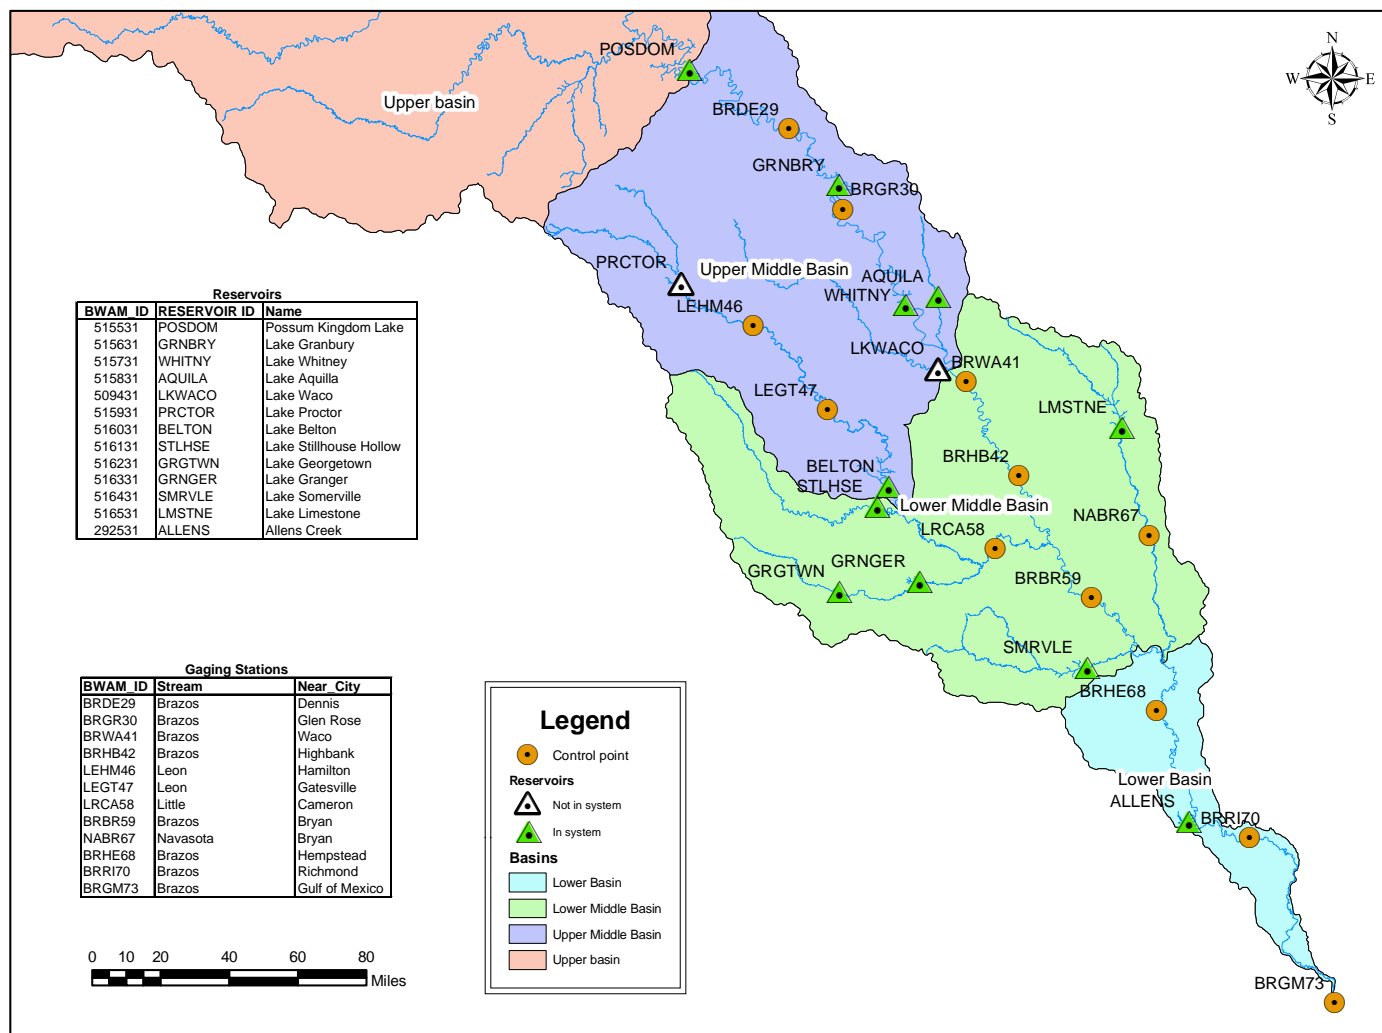 N
W E
S
POSDOM
Upper basin
BRDE29
GRNBRY
BRGR30
PRCTOR
Upper Middle Basin
AQUILA
WHITNY
LEHM46
LKWACO
BRWA41
LEGT47
LMSTNE
BRHB42
BELTON
STLHSE
Lower Middle Basin
NABR67
LRCA58
GRNGER
GRGTWN
BRBR59
SMRVLE
BRHE68
Lower Basin
ALLENS
BRRI70
BRGM73
Reservoirs
BWAM_ID RESERVOIR ID Name
515531 POSDOM Possum Kingdom Lake
515631 GRNBRY Lake Granbury
515731 WHITNY Lake Whitney
515831 AQUILA Lake Aquilla
509431 LKWACO Lake Waco
515931 PRCTOR Lake Proctor
516031 BELTON Lake Belton
516131 STLHSE Lake Stillhouse Hollow
516231 GRGTWN Lake Georgetown
516331 GRNGER Lake Granger
516431 SMRVLE Lake Somerville
516531 LMSTNE Lake Limestone
292531 ALLENS Allens Creek
Gaging Stations
BWAM_ID Stream Near_City
BRDE29 Brazos Dennis
BRGR30 Brazos Glen Rose
BRWA41 Brazos Waco
BRHB42 Brazos Highbank
LEHM46 Leon Hamilton
LEGT47 Leon Gatesville
LRCA58 Little Cameron
BRBR59 Brazos Bryan
NABR67 Navasota Bryan
BRHE68 Brazos Hempstead
BRRI70 Brazos Richmond
BRGM73 Brazos Gulf of Mexico
0 10 20 40 60 80
Miles
Legend
Control point
Reservoirs
Not in system
In system
Basins
Lower Basin
Lower Middle Basin
Upper Middle Basin
Upper basin